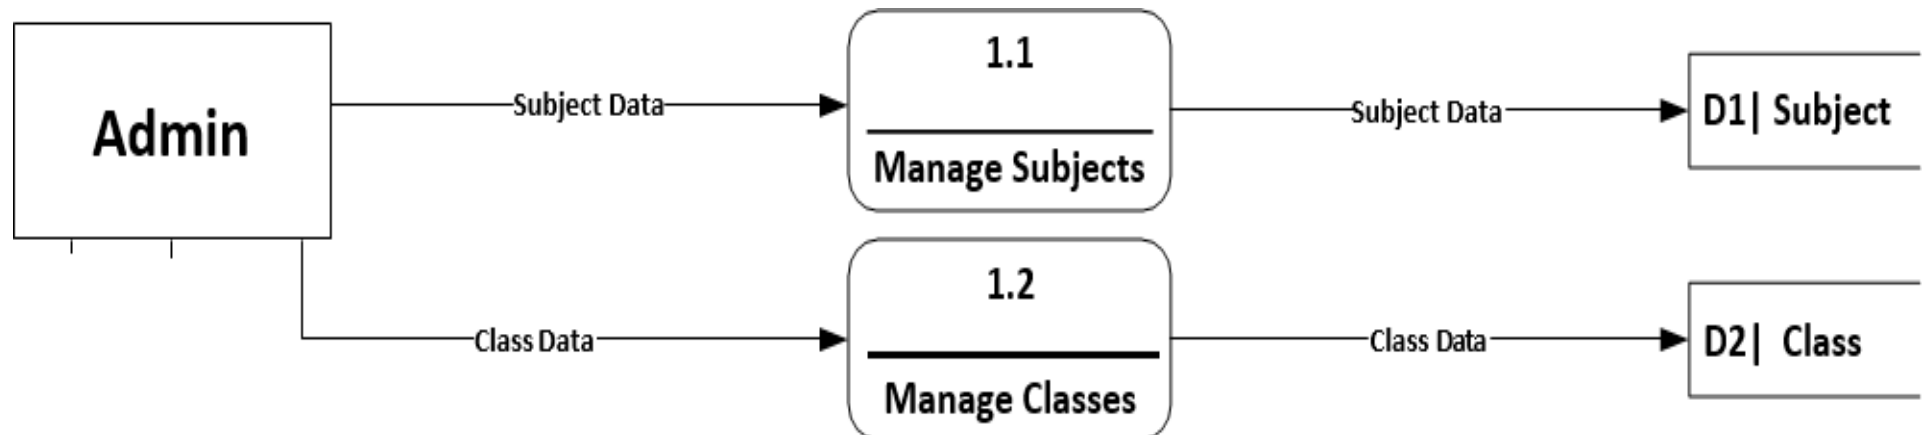 Admin
Subject Data
1.1
Manage Subjects
Subject Data
D1| Subject
Class Data
1.2
Manage Classes
Class Data
D2| Class